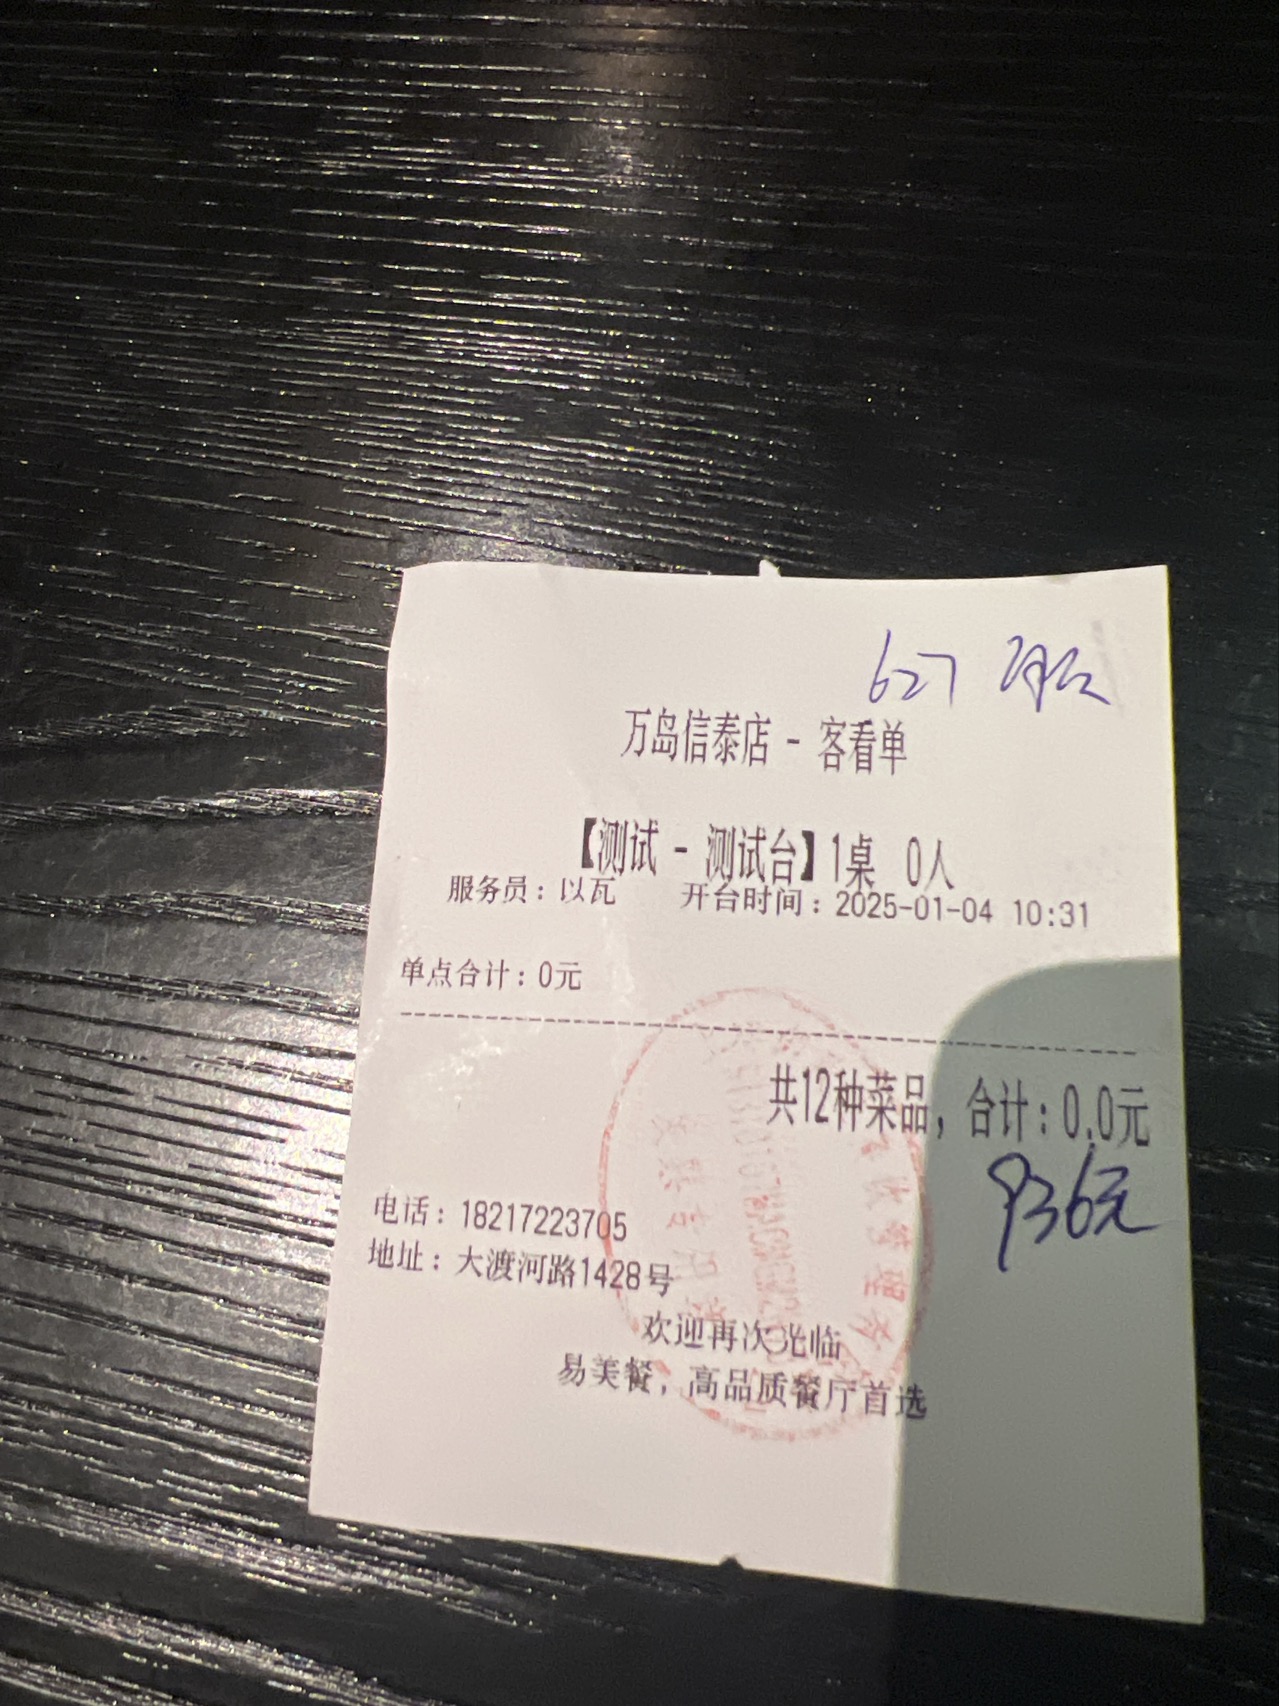 627
万岛信泰店 - 客看单
【测试 - 测试台】1桌 0人
服务员：以瓦 开台时间：2025-01-04 10:31
单点合计：0元
共12种菜品，合计：0.0元
936元
电话：18217223705
地址：大渡河路1428号
欢迎再次光临
易美餐，高品质餐厅首选